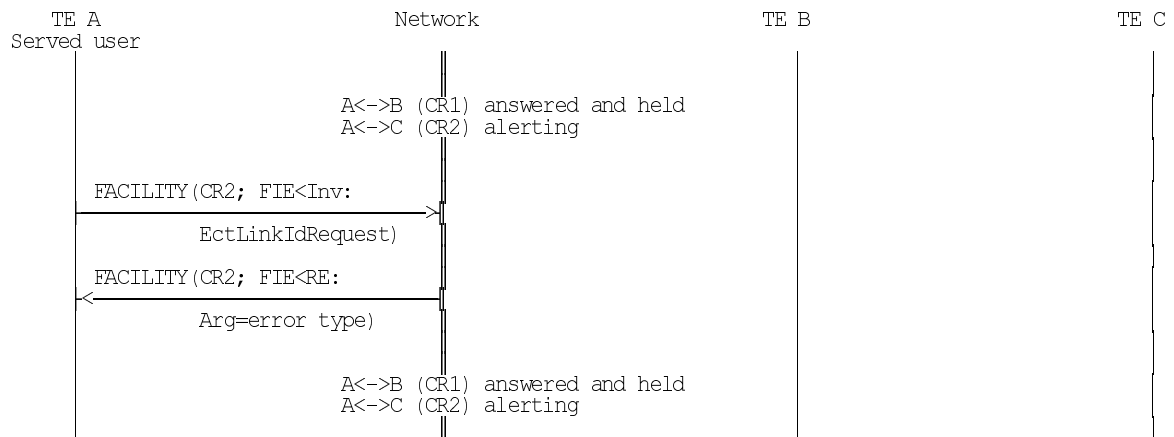 TE A Network TE B TE C
Served user
A<->B (CR1) answered and held
A<->C (CR2) alerting
FACILITY(CR2; FIE<Inv:
EctLinkIdRequest)
FACILITY(CR2; FIE<RE:
Arg=error type)
A<->B (CR1) answered and held
A<->C (CR2) alerting